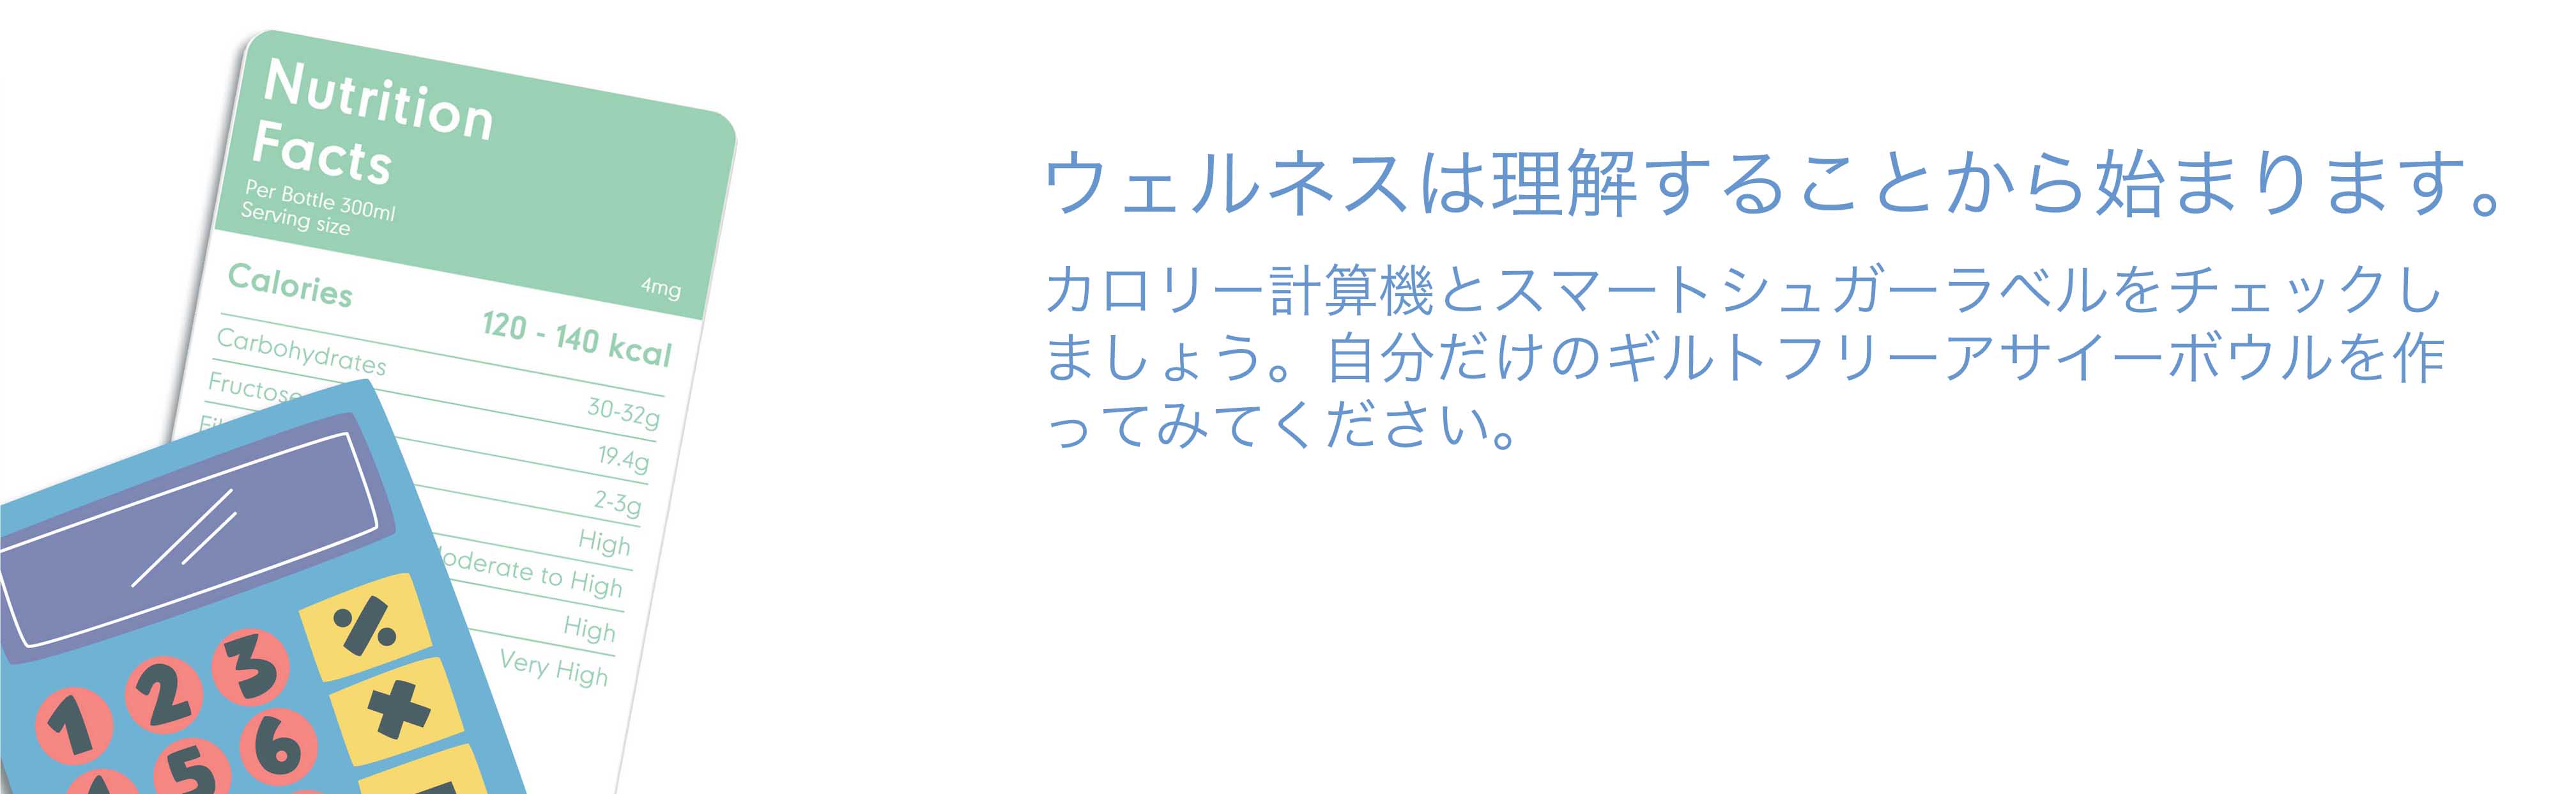 Nutrition
Facts
Per Bottle 300ml
Serving size
4mg
Calories
120 - 140 kcal
Carbohydrates
30-32g
Fructose
19.4g
2-3g
High
to High
High
Very High
1 2 3 %
5 6 ×
ウェルネスは理解することから始まります。
カロリー計算機とスマートシュガーラベルをチェックし
ましょう。自分だけのギルトフリーアサイーボウルを作
ってみてください。